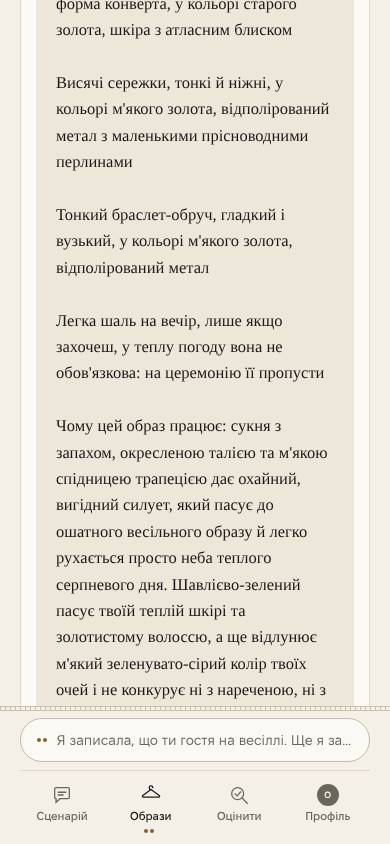 форма конверта, у кольорі старого
золота, шкіра з атласним блиском
Висячі сережки, тонкі й ніжні, у
кольорі м'якого золота, відполірований
метал з маленькими прісноводними
перлинами
Тонкий браслет-обруч, гладкий і
вузький, у кольорі м'якого золота,
відполірований метал
Легка шаль на вечір, лише якщо
захочеш, у теплу погоду вона не
обов'язкова: на церемонію її пропусти
Чому цей образ працює: сукня з
запахом, окресленою талією та м'якою
спідницею трапецією дає охайний,
вигідний силует, який пасує до
ошатного весільного образу й легко
рухається просто неба теплого
серпневого дня. Шавлієво-зелений
пасує твоїй теплій шкірі та
золотистому волоссю, а ще відлунює
м'який зеленувато-сірий колір твоїх
очей і не конкурує ні з нареченою, ні з
Я записала, що ти гостя на весіллі. Ще я за...
Сценарій
Образи
Оцінити
О
Профіль